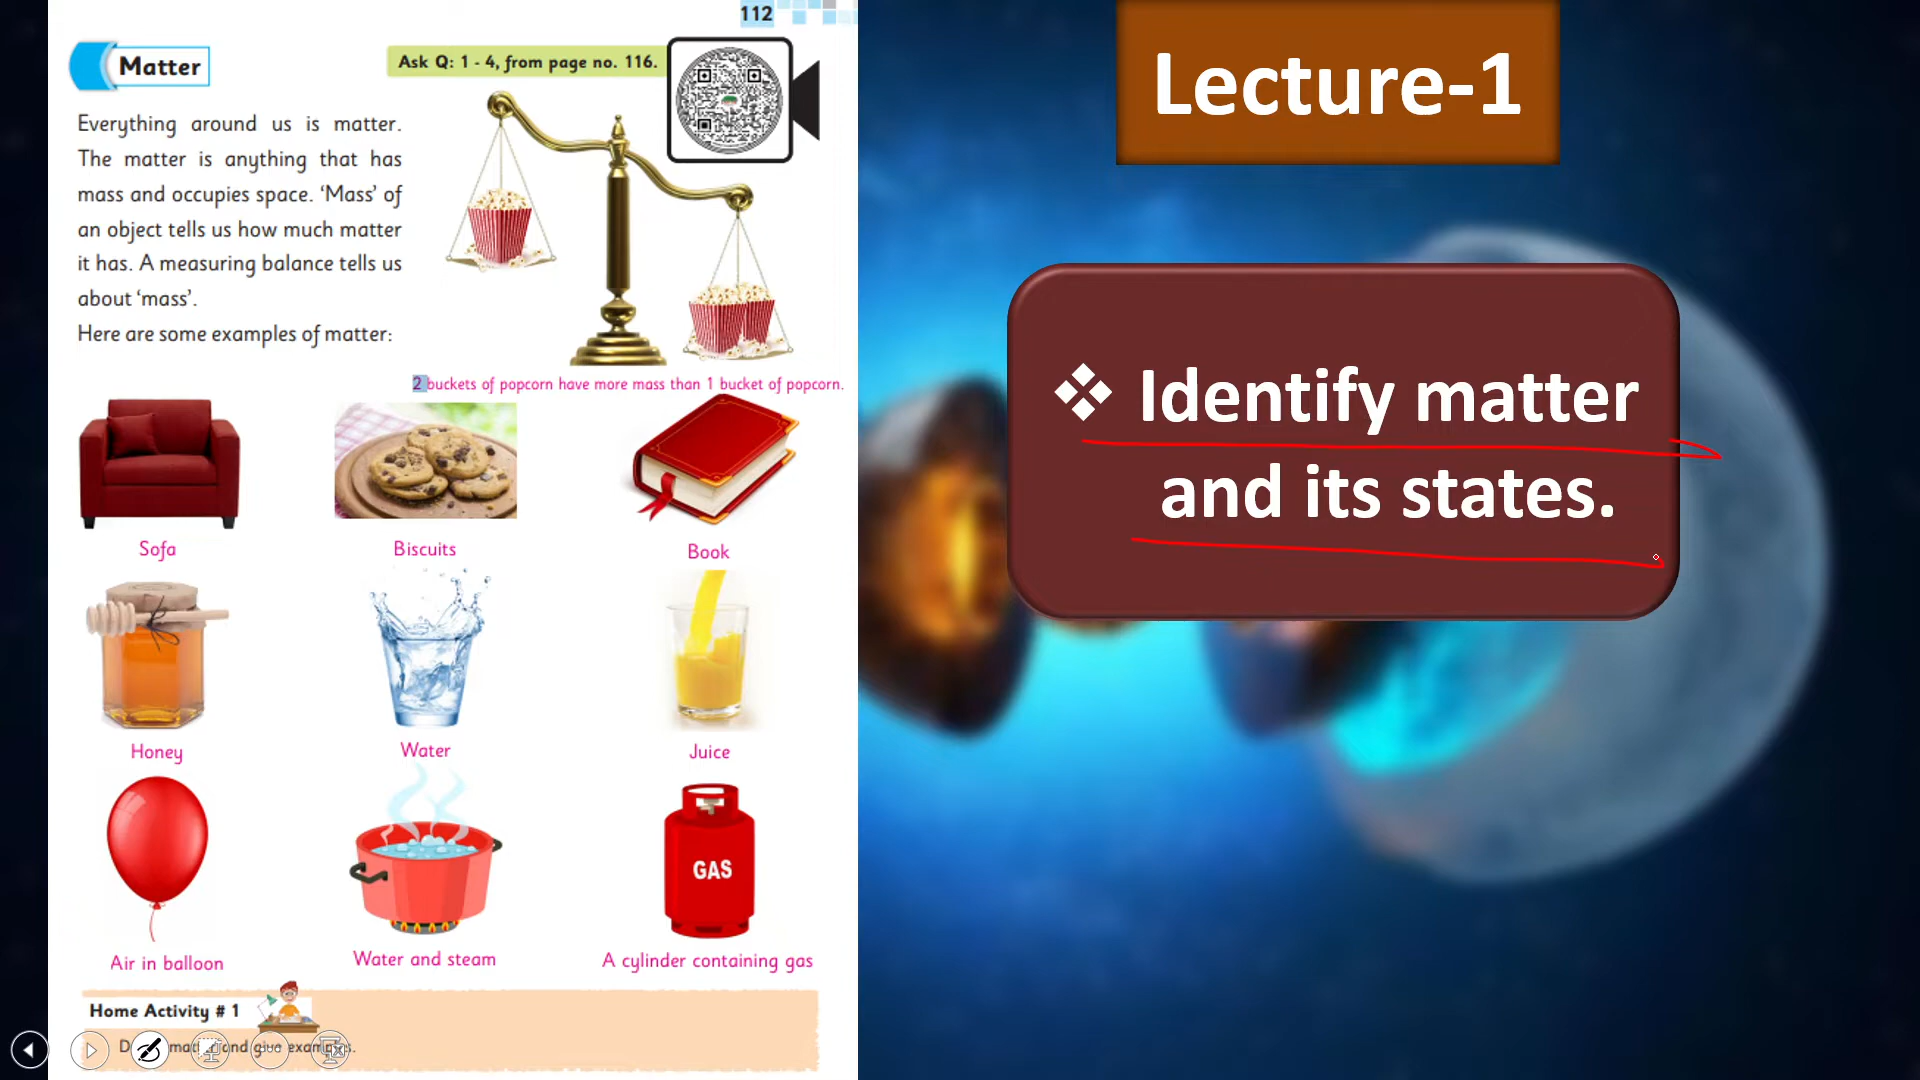 112
Matter
Ask Q: 1 - 4, from page no. 116.
Everything around us is matter.
The matter is anything that has
mass and occupies space. ‘Mass’ of
an object tells us how much matter
it has. A measuring balance tells us
about ‘mass’.
Here are some examples of matter:
2 buckets of popcorn have more mass than 1 bucket of popcorn.
Sofa
Biscuits
Book
Honey
Water
Juice
GAS
Air in balloon
Water and steam
A cylinder containing gas
Home Activity # 1
matter and give examples.
Lecture-1
❖ Identify matter
and its states.